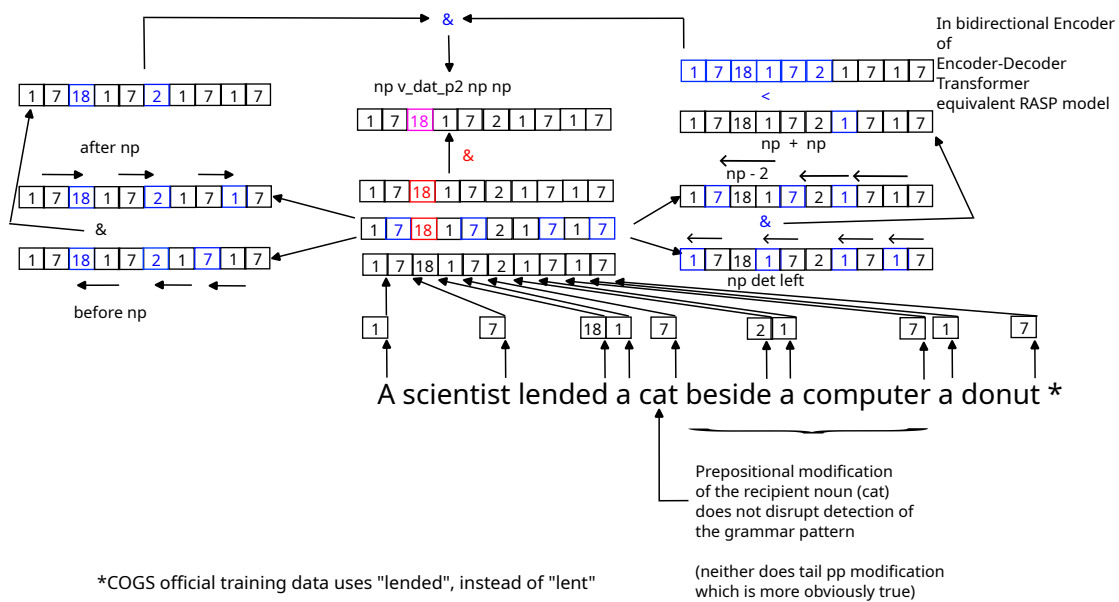 &
In bidirectional Encoder
of
Encoder-Decoder
Transformer
equivalent RASP model
1 7 18 1 7 2 1 7 1 7
np v_dat_p2 np np
1 7 18 1 7 2 1 7 1 7
<
1 7 18 1 7 2 1 7 1 7
1 7 18 1 7 2 1 7 1 7
np + np
after np
&
np - 2
1 7 18 1 7 2 1 7 1 7
1 7 18 1 7 2 1 7 1 7
1 7 18 1 7 2 1 7 1 7
&
1 7 18 1 7 2 1 7 1 7
&
1 7 18 1 7 2 1 7 1 7
1 7 18 1 7 2 1 7 1 7
1 7 18 1 7 2 1 7 1 7
np det left
before np
1 7 18 1 7 2 1 7 1 7
A scientist lended a cat beside a computer a donut *
Prepositional modification
of the recipient noun (cat)
does not disrupt detection of
the grammar pattern
(neither does tail pp modification
which is more obviously true)
*COGS official training data uses "lended", instead of "lent"